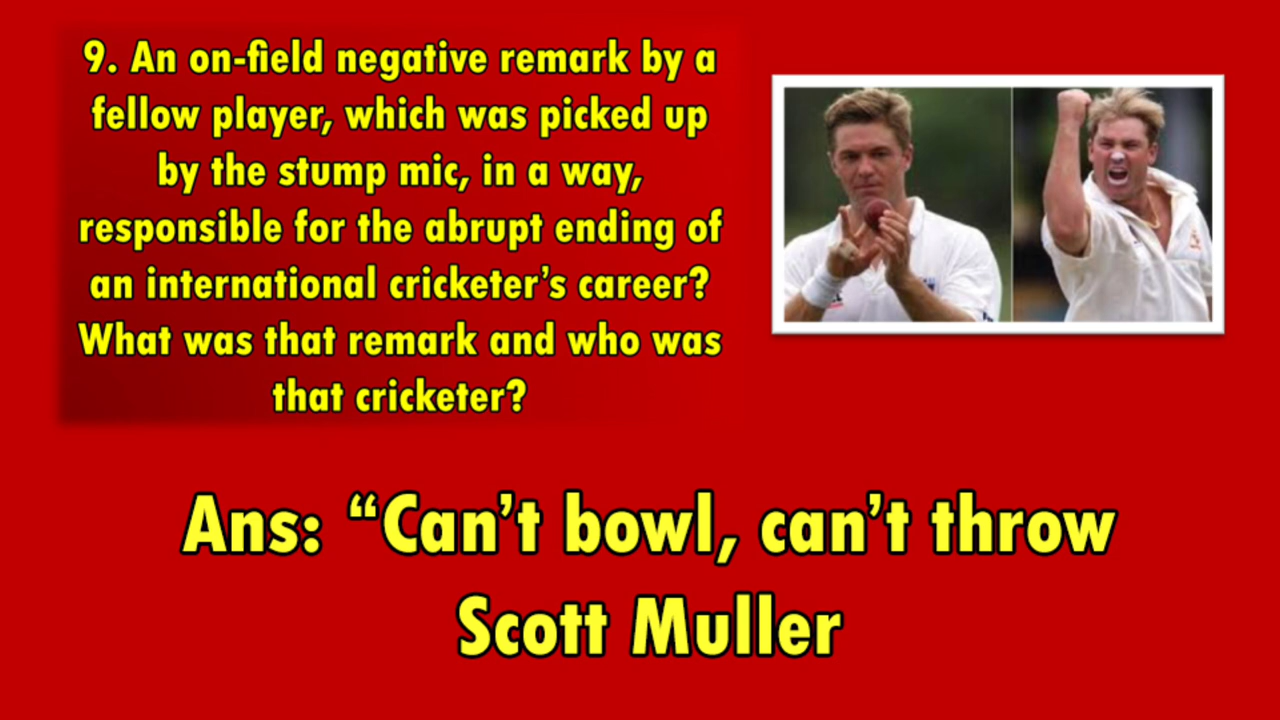 9. An on-field negative remark by a
fellow player, which was picked up
by the stump mic, in a way,
responsible for the abrupt ending of
an international cricketer’s career?
What was that remark and who was
that cricketer?
Ans: “Can’t bowl, can’t throw
Scott Muller